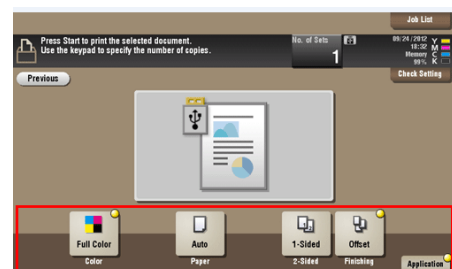 Job List
Press Start to print the selected document.
Use the keypad to specify the number of copies.
No. of Sets
1
09/24/2012
18:32
Memory
99%
Y
M
C
K
Previous
Check Setting
Full Color
Auto
1-Sided
Offset
Color
Paper
2-Sided
Finishing
Application